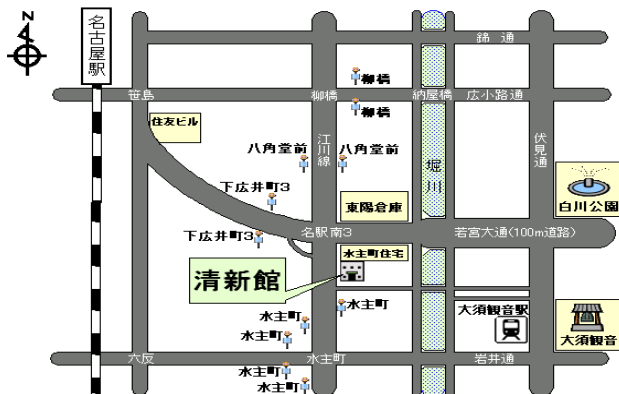 N
名古屋駅
錦通
笹島
柳橋
柳橋
納屋橋
広小路通
柳橋
住友ビル
八角堂前
江川線
八角堂前
堀川
伏見通
下広井町3
東陽倉庫
白川公園
下広井町3
名駅南3
若宮大通(100m道路)
水主町住宅
清新館
水主町
水主町
水主町
大須観音駅
大須観音
六反
水主町
岩井通
水主町
水主町